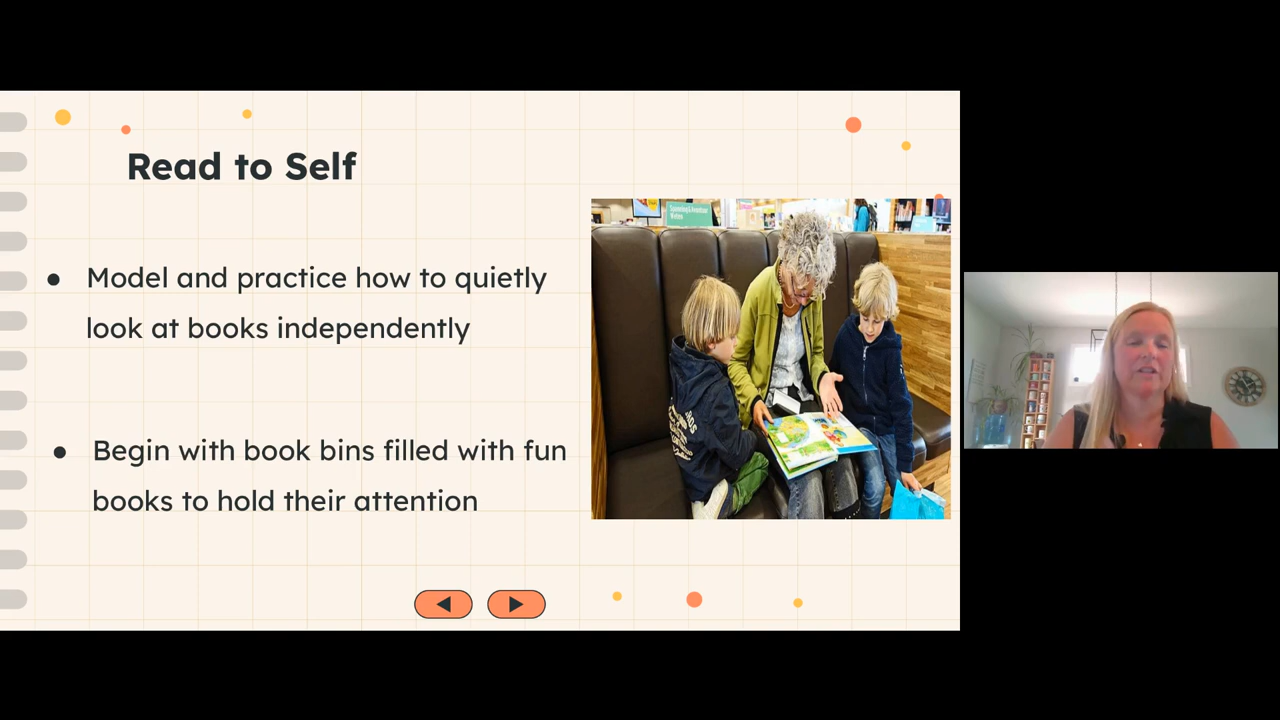 Read to Self
● Model and practice how to quietly
look at books independently
● Begin with book bins filled with fun
books to hold their attention